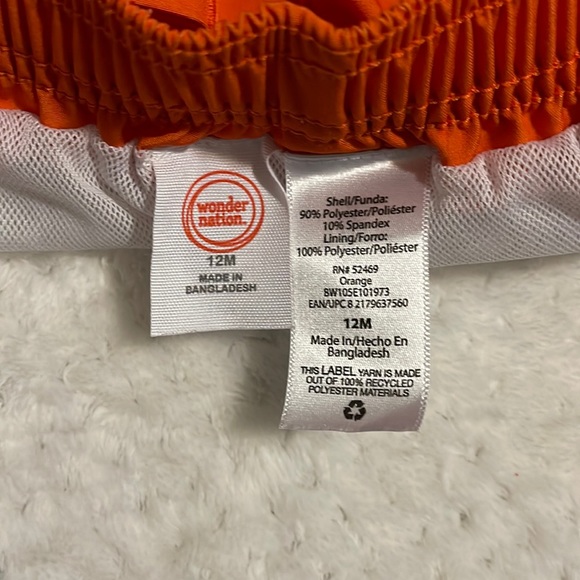 wonder
nation™
12M
MADE IN
BANGLADESH
Shell/Funda:
90% Polyester/Poliéster
10% Spandex
Lining/Forro:
100% Polyester/Poliéster
RN# 52469
Orange
BW10SE101973
EAN/UPC 8 2179637560
12M
Made In/Hecho En
Bangladesh
THIS LABEL YARN IS MADE
OUT OF 100% RECYCLED
POLYESTER MATERIALS